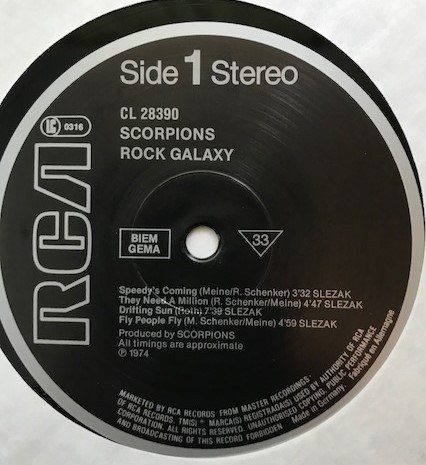 Side 1 Stereo
CL 28390
SCORPIONS
ROCK GALAXY
LC 0316
RCA
BIEM
GEMA
33
Speedy's Coming (Meine/R. Schenker) 3'32 SLEZAK
They Need A Million (R. Schenker/Meine) 4'47 SLEZAK
Drifting Sun (Roth) 7'39 SLEZAK
Fly People Fly (M. Schenker/Meine) 4'59 SLEZAK
Produced by SCORPIONS
All timings are approximate
℗ 1974
MARKETED BY RCA RECORDS FROM MASTER RECORDINGS.
OF RCA RECORDS. TM(S) ® MARCA(S) REGISTRADA(S) USED BY AUTHORITY OF RCA
CORPORATION. ALL RIGHTS RESERVED. UNAUTHORISED COPYING PUBLIC PERFORMANCE
AND BROADCASTING OF THIS RECORD FORBIDDEN
Made in Germany. Fabriqué en Allemagne